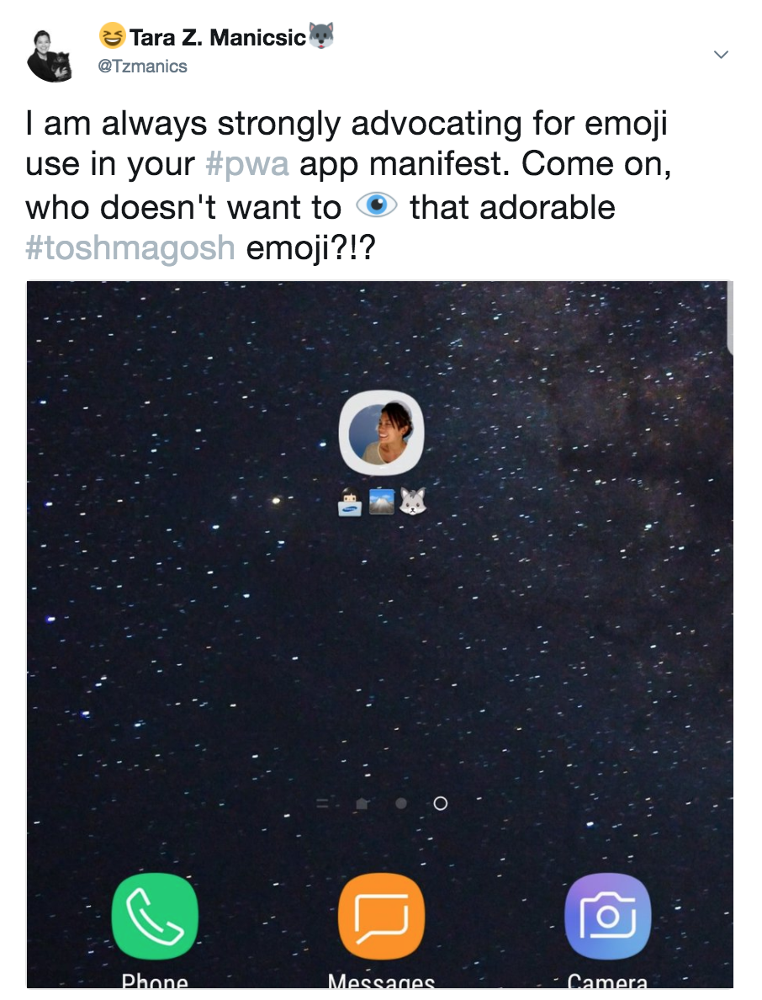 😆Tara Z. Manicsic🐺
@Tzmanics
I am always strongly advocating for emoji
use in your #pwa app manifest. Come on,
who doesn't want to 👁 that adorable
#toshmagosh emoji?!?
👩🏻‍💻🗻🐺
Phone
Messages
Camera